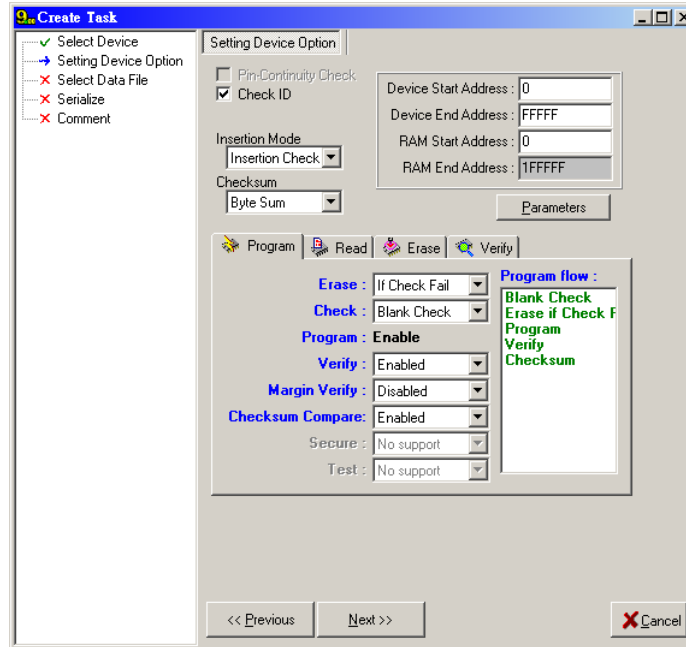 Create Task
Select Device
Setting Device Option
Select Data File
Serialize
Comment
Setting Device Option
Pin-Continuity Check
Check ID
Insertion Mode
Insertion Check
Checksum
Byte Sum
Device Start Address : 0
Device End Address : FFFFF
RAM Start Address : 0
RAM End Address : 1FFFFF
Parameters
Program Read Erase Verify
Erase : If Check Fail
Check : Blank Check
Program : Enable
Verify : Enabled
Margin Verify : Disabled
Checksum Compare: Enabled
Secure : No support
Test : No support
Program flow :
Blank Check
Erase if Check F
Program
Verify
Checksum
<< Previous
Next >>
Cancel